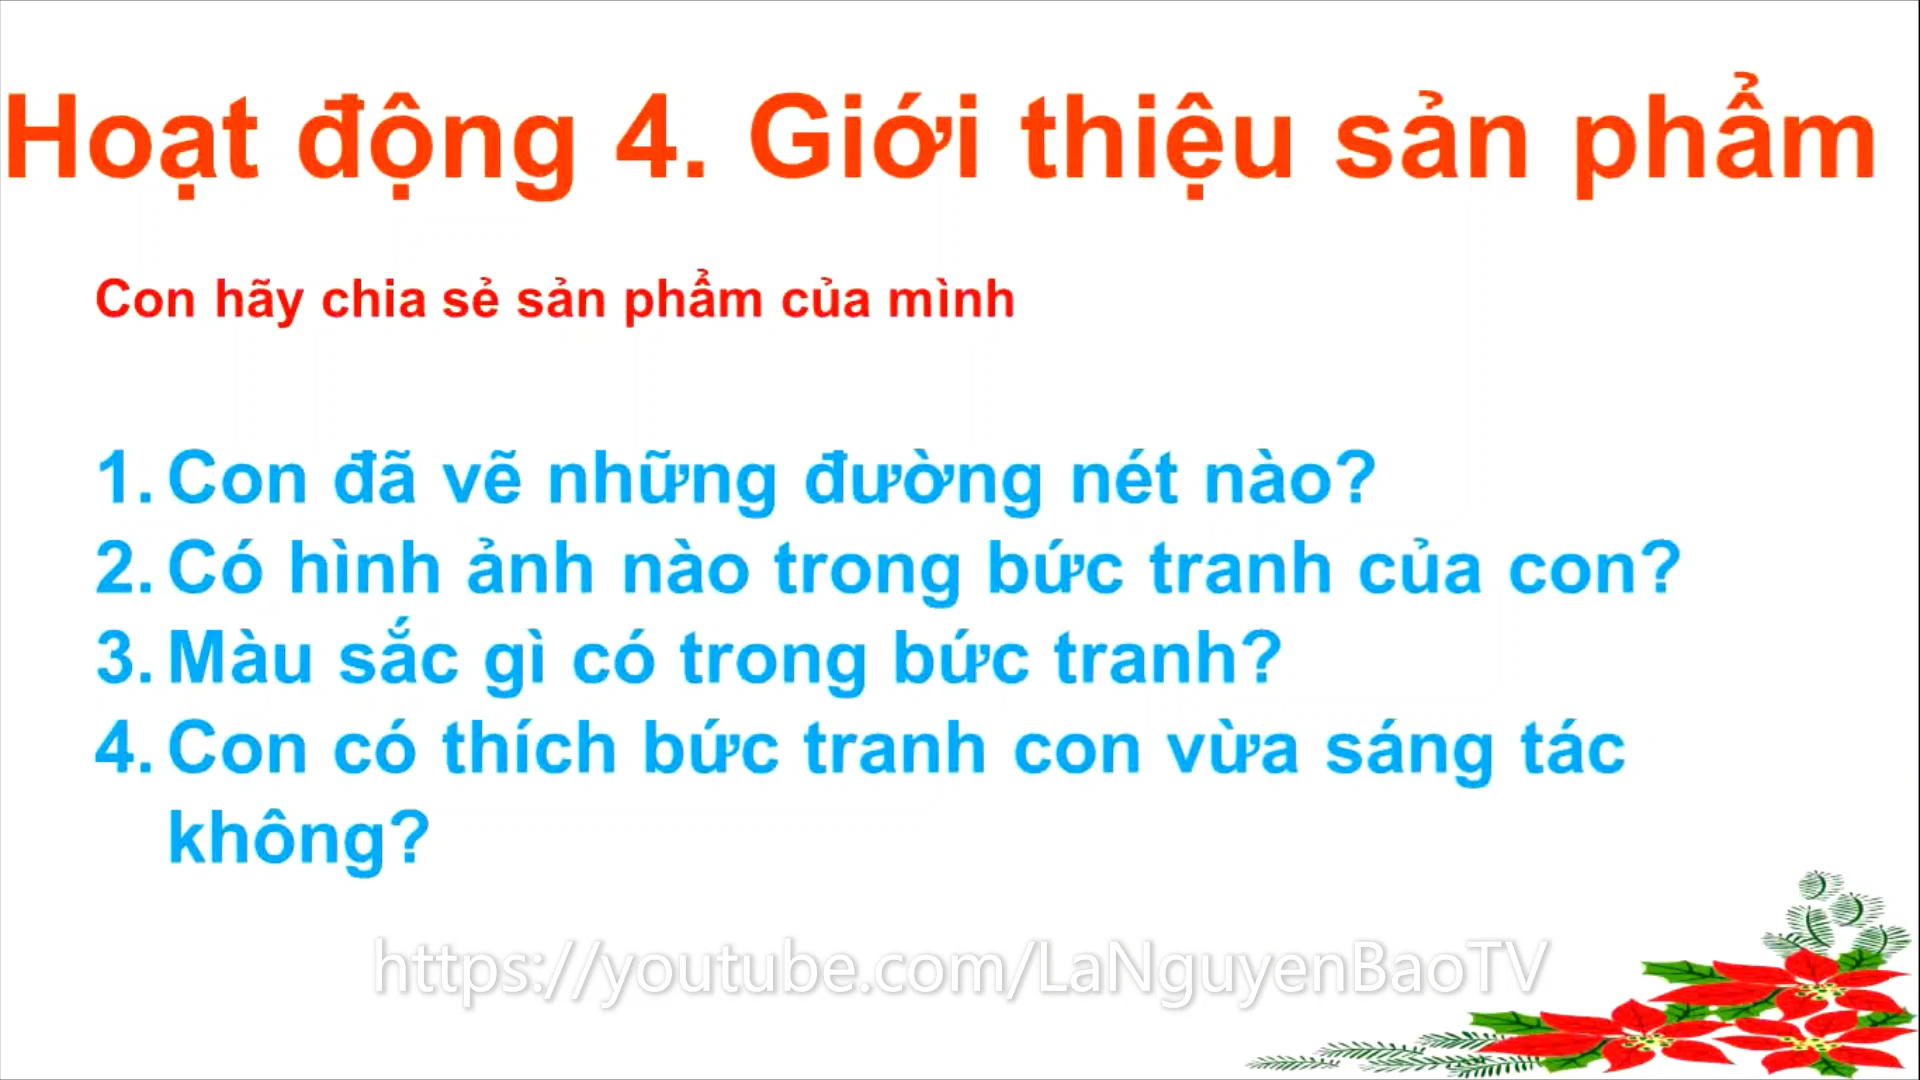 Hoạt động 4. Giới thiệu sản phẩm
Con hãy chia sẻ sản phẩm của mình
1. Con đã vẽ những đường nét nào?
2. Có hình ảnh nào trong bức tranh của con?
3. Màu sắc gì có trong bức tranh?
4. Con có thích bức tranh con vừa sáng tác
không?
https://youtube.com/LaNguyenBaoTV